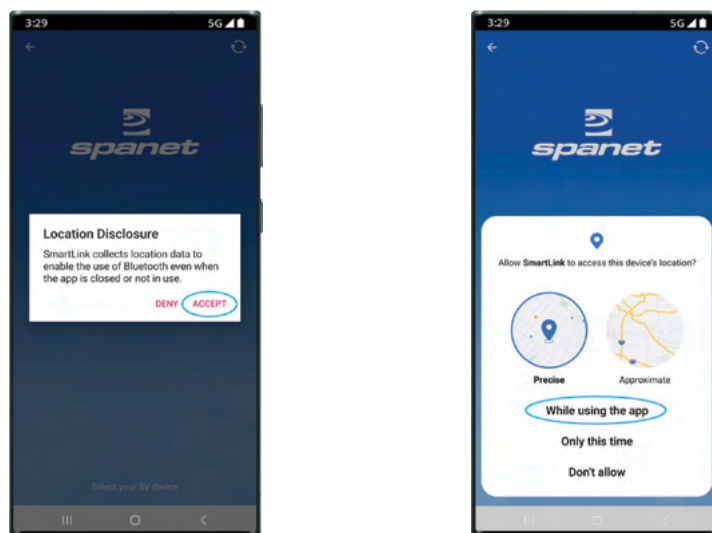 3:29
5G
spanet
Location Disclosure
SmartLink collects location data to
enable the use of Bluetooth even when
the app is closed or not in use.
DENY ACCEPT
Select your SV device
3:29
5G
spanet
Allow SmartLink to access this device's location?
Precise
Approximate
While using the app
Only this time
Don't allow